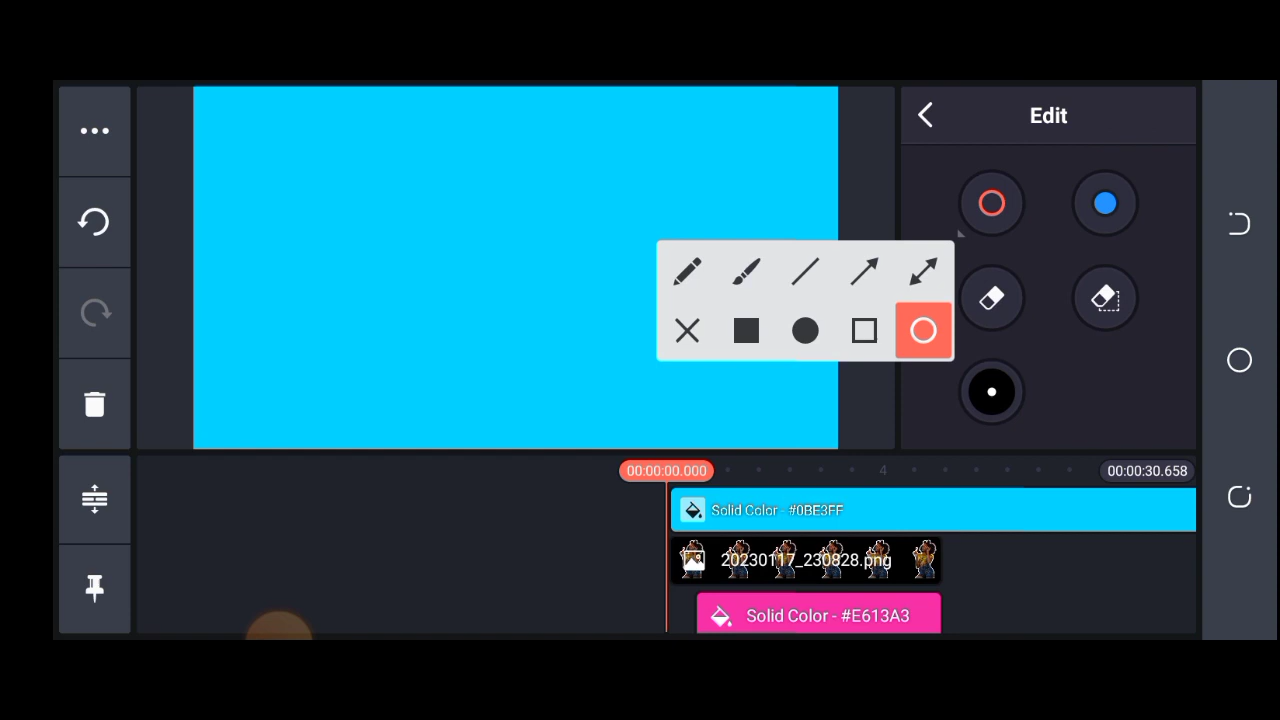 Edit
00:00:00.000
4
00:00:30.658
Solid Color - #0BE3FF
20230117_230828.png
Solid Color - #E613A3